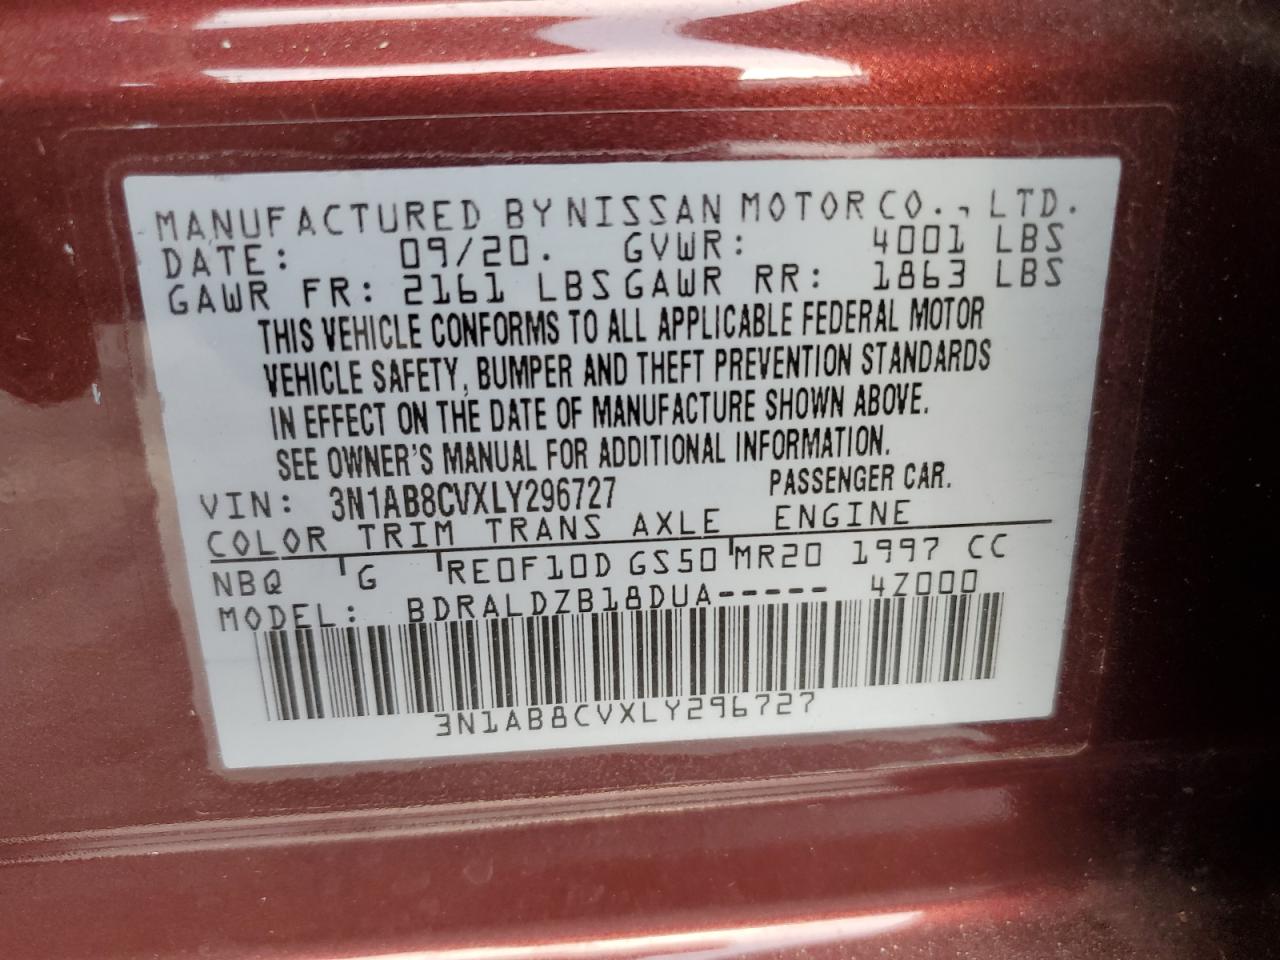 MANUFACTURED BY NISSAN MOTOR CO., LTD.
DATE: 09/20. GVWR: 4001 LBS
GAWR FR: 2161 LBS GAWR RR: 1863 LBS
THIS VEHICLE CONFORMS TO ALL APPLICABLE FEDERAL MOTOR
VEHICLE SAFETY, BUMPER AND THEFT PREVENTION STANDARDS
IN EFFECT ON THE DATE OF MANUFACTURE SHOWN ABOVE.
SEE OWNER'S MANUAL FOR ADDITIONAL INFORMATION.
VIN: 3N1AB8CVXLY296727 PASSENGER CAR.
COLOR TRIM TRANS AXLE ENGINE
NBQ G RE0F10D GS50 MR20 1997 CC
MODEL: BDRALDZB18DUA----- 4Z000
3N1AB8CVXLY296727